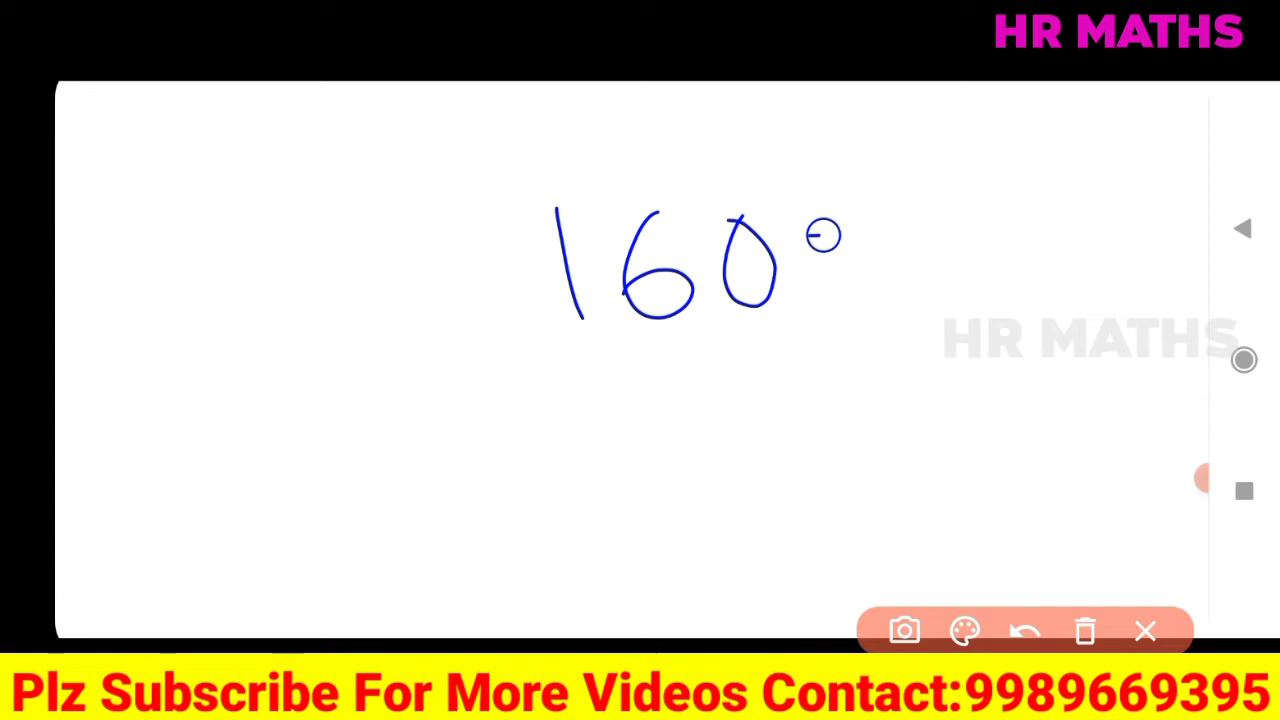 HR MATHS
160°
HR MATHS
Plz Subscribe For More Videos Contact:9989669395